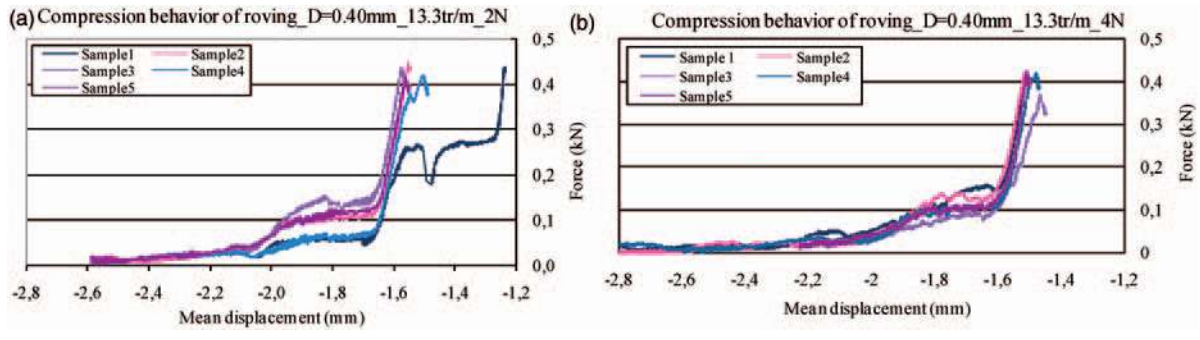 (a) Compression behavior of roving_D=0.40mm_13.3tr/m_2N
Sample1 Sample2
Sample3 Sample4
Sample5
0,5
0,4
0,3
0,2
0,1
0,0
Force (kN)
-2,8 -2,6 -2,4 -2,2 -2,0 -1,8 -1,6 -1,4 -1,2
Mean displacement (mm)
(b) Compression behavior of roving_D=0.40mm_13.3tr/m_4N
Sample 1 Sample2
Sample3 Sample4
Sample5
0,5
0,4
0,3
0,2
0,1
0
Force (kN)
-2,8 -2,6 -2,4 -2,2 -2 -1,8 -1,6 -1,4 -1,2
Mean displacement (mm)